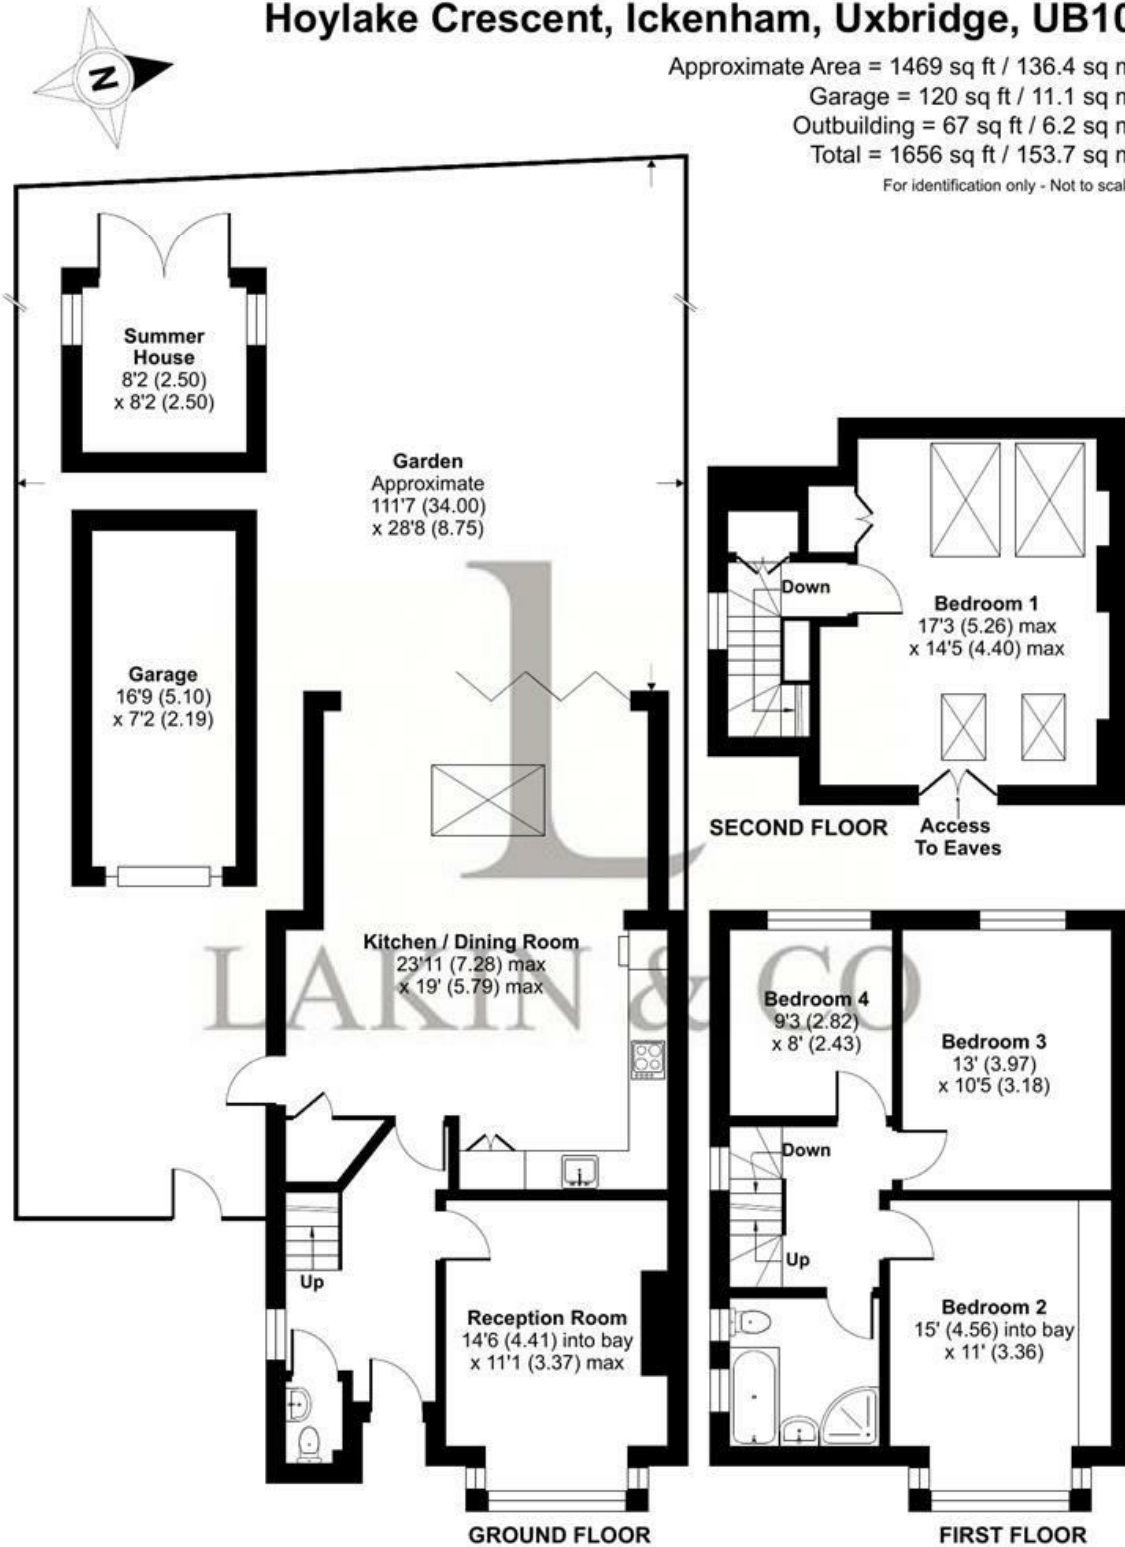 Hoylake Crescent, Ickenham, Uxbridge, UB10
Approximate Area = 1469 sq ft / 136.4 sq m
Garage = 120 sq ft / 11.1 sq m
Outbuilding = 67 sq ft / 6.2 sq m
Total = 1656 sq ft / 153.7 sq m
For identification only - Not to scal
N
Summer
House
8'2 (2.50)
x 8'2 (2.50)
Garden
Approximate
111'7 (34.00)
x 28'8 (8.75)
Garage
16'9 (5.10)
x 7'2 (2.19)
Down
Bedroom 1
17'3 (5.26) max
x 14'5 (4.40) max
SECOND FLOOR
Access
To Eaves
L
LAKIN & CO
Kitchen / Dining Room
23'11 (7.28) max
x 19' (5.79) max
Up
Reception Room
14'6 (4.41) into bay
x 11'1 (3.37) max
GROUND FLOOR
Bedroom 4
9'3 (2.82)
x 8' (2.43)
Bedroom 3
13' (3.97)
x 10'5 (3.18)
Down
Up
Bedroom 2
15' (4.56) into bay
x 11' (3.36)
FIRST FLOOR